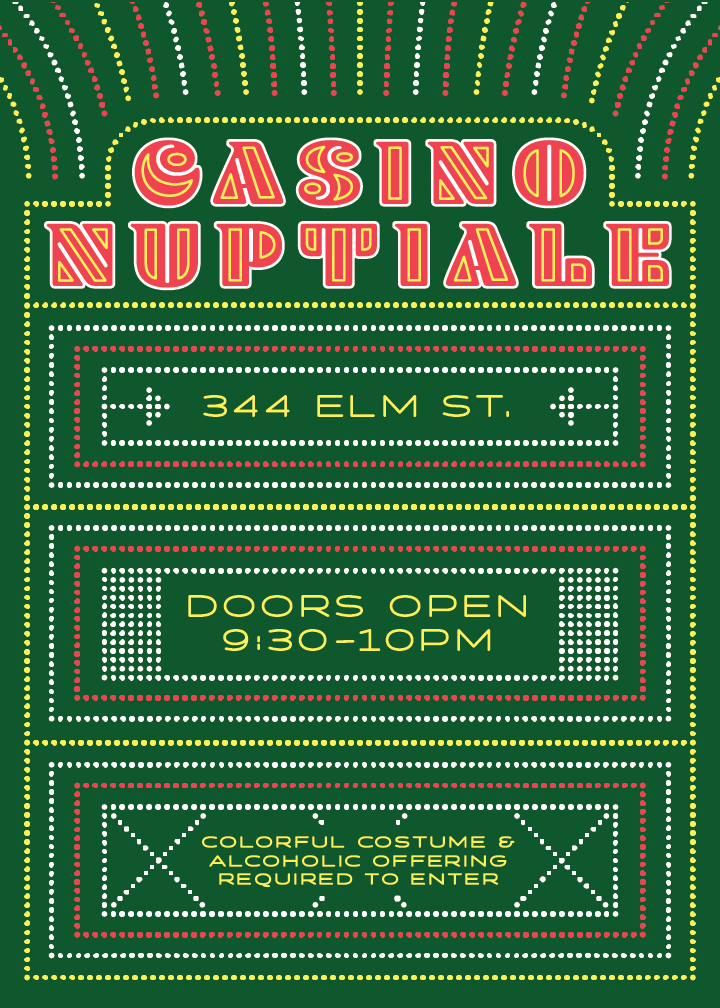 CASINO
NUPTIALE
344 ELM ST.
DOORS OPEN
9:30-10PM
COLORFUL COSTUME &
ALCOHOLIC OFFERING
REQUIRED TO ENTER